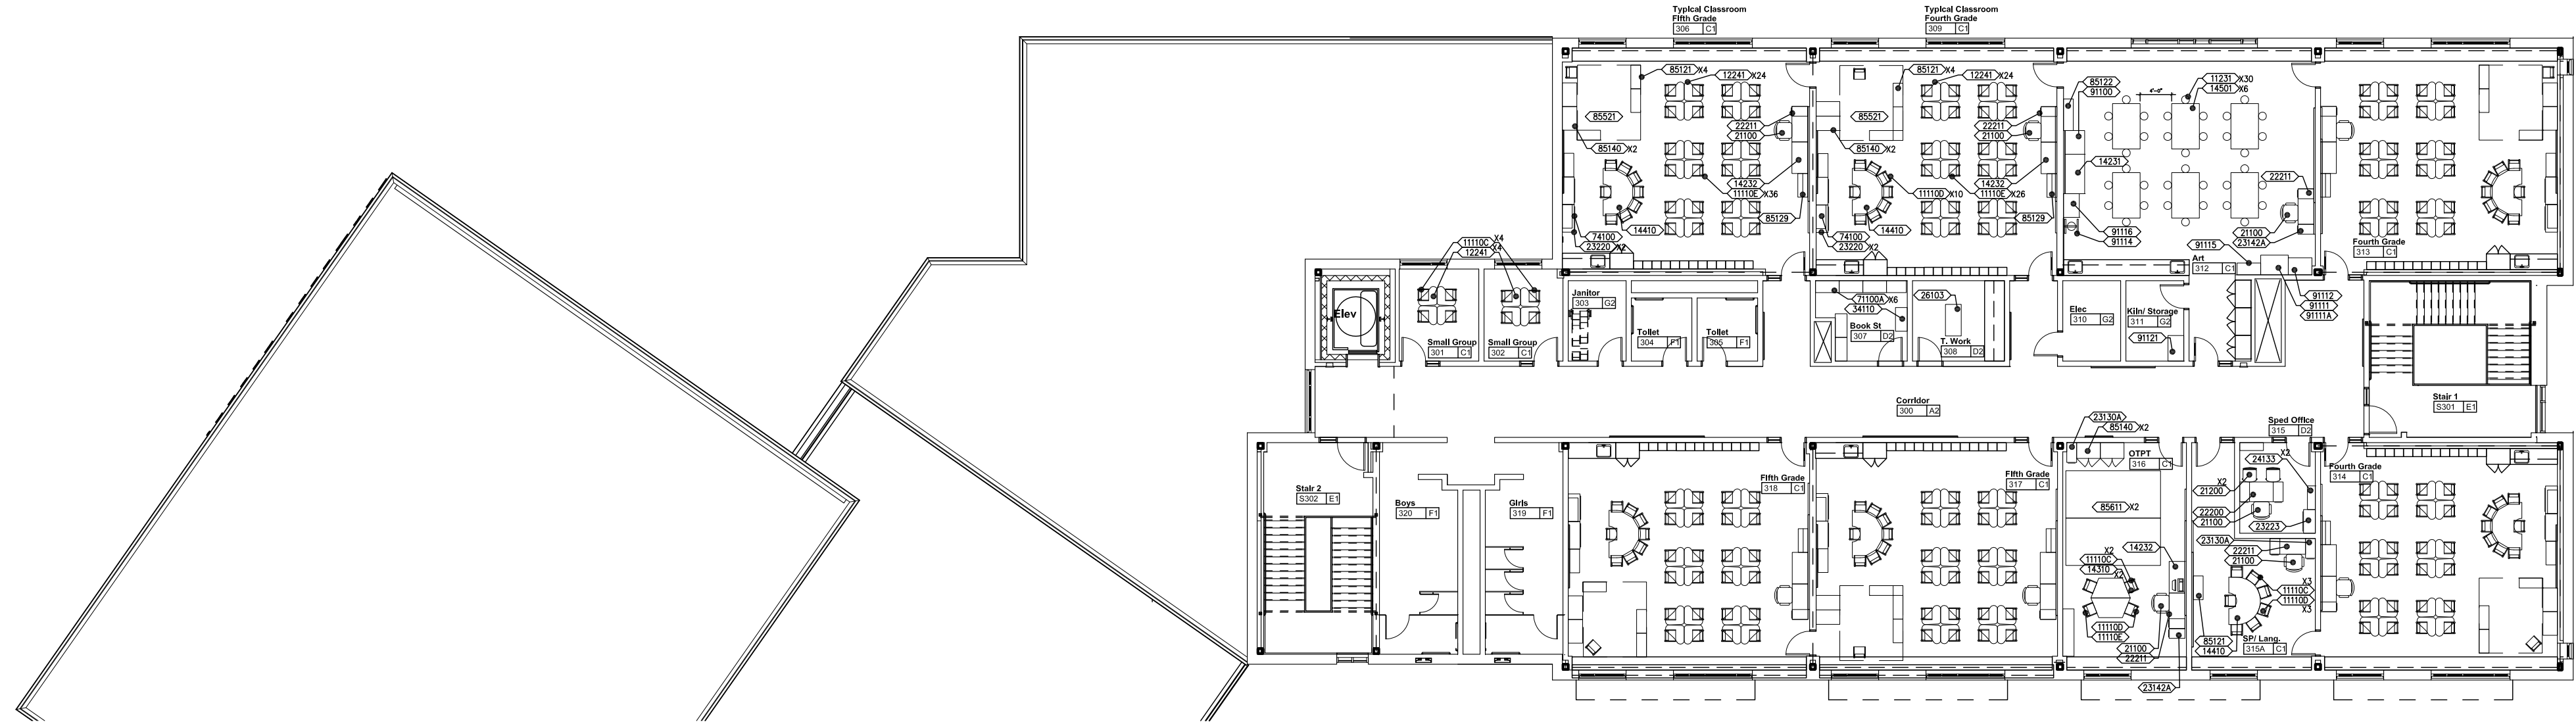 Typical Classroom
Fifth Grade
306 C1
Typical Classroom
Fourth Grade
309 C1
85121 X4
12241 X24
85521
22211
21100
85140 X2
14232
11110E X36
85129
14410
74100
23220 X2
85121 X4
12241 X24
85521
22211
21100
85140 X2
14232
11110D X10
11110E X26
85129
14410
74100
23220 X2
85122
91100
11231 X30
14501 X6
4'-0"
14231
22211
91116
91114
21100
23142A
91115
Art
312 C1
91112
91111
91111A
Fourth Grade
313 C1
11110C X4
12241 X4
Elev
Small Group
301 C1
Small Group
302 C1
Janitor
303 G2
Toilet
304 F1
Toilet
305 F1
71100A X6
34110
Book St
307 D2
26103
T. Work
308 D2
Elec
310 G2
Kiln/ Storage
311 G2
91121
Corridor
300 A2
Stair 1
S301 E1
Stair 2
S302 E1
Boys
320 F1
Girls
319 F1
Fifth Grade
318 C1
Fifth Grade
317 C1
23130A
85140 X2
OTPT
316 C1
85611 X2
14232
X2
11110C
14310
X2
11110D
11110E
21100
22211
23142A
Sped Office
315 D2
24133 X2
X2
21200
22200
21100
23223
23130A
22211
21100
X3
11110C
11110D
X3
85121
14410
SP/ Lang.
315A C1
Fourth Grade
314 C1